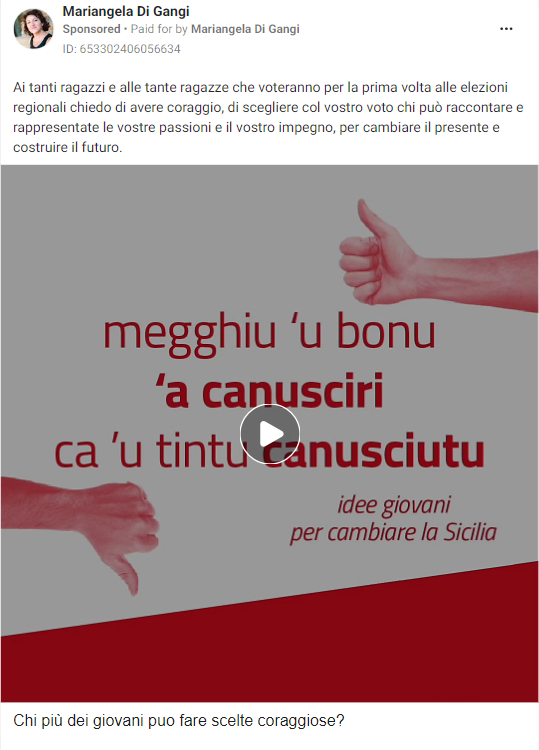 Mariangela Di Gangi
Sponsored • Paid for by Mariangela Di Gangi
ID: 653302406056634
Ai tanti ragazzi e alle tante ragazze che voteranno per la prima volta alle elezioni
regionali chiedo di avere coraggio, di scegliere col vostro voto chi può raccontare e
rappresentate le vostre passioni e il vostro impegno, per cambiare il presente e
costruire il futuro.
megghiu ‘u bonu
‘a canusciri
ca ’u tintu canusciutu
idee giovani
per cambiare la Sicilia
Chi più dei giovani puo fare scelte coraggiose?